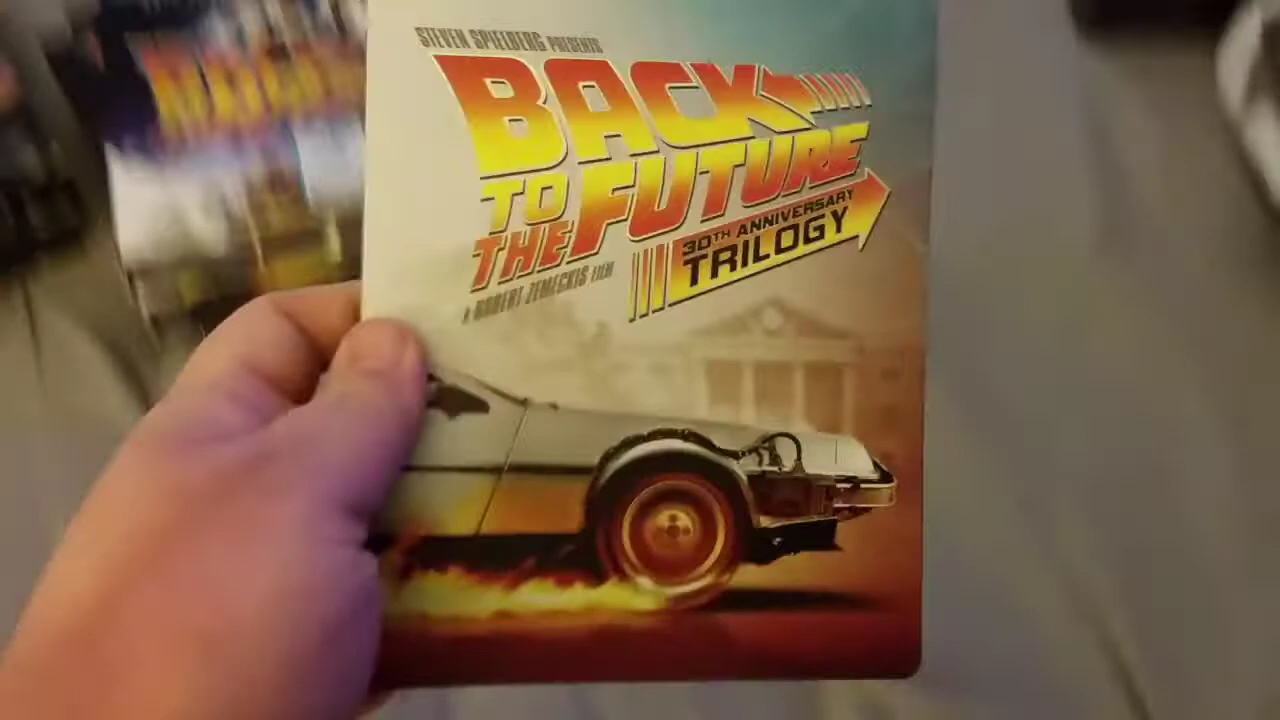 STEVEN SPIELBERG PRESENTS
BACK
TO THE FUTURE
30TH ANNIVERSARY
TRILOGY
A ROBERT ZEMECKIS FILM